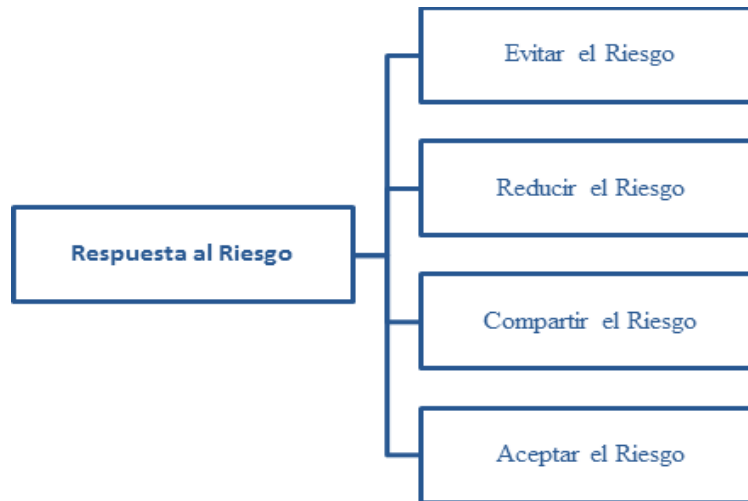 Respuesta al Riesgo
Evitar el Riesgo
Reducir el Riesgo
Compartir el Riesgo
Aceptar el Riesgo